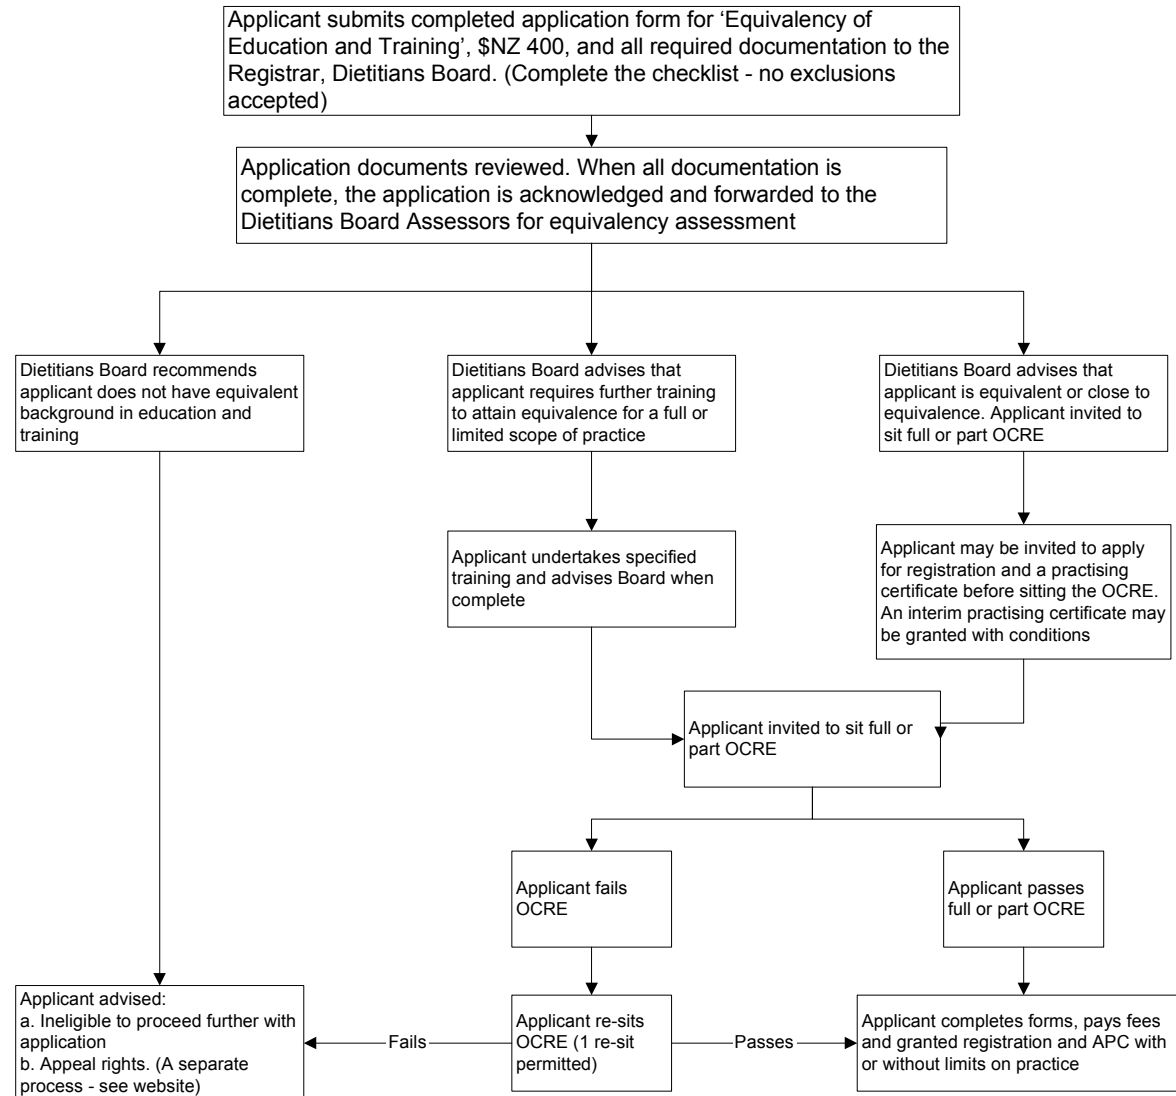 Applicant submits completed application form for ‘Equivalency of
Education and Training’, $NZ 400, and all required documentation to the
Registrar, Dietitians Board. (Complete the checklist - no exclusions
accepted)
Application documents reviewed. When all documentation is
complete, the application is acknowledged and forwarded to the
Dietitians Board Assessors for equivalency assessment
Dietitians Board recommends
applicant does not have equivalent
background in education and
training
Dietitians Board advises that
applicant requires further training
to attain equivalence for a full or
limited scope of practice
Dietitians Board advises that
applicant is equivalent or close to
equivalence. Applicant invited to
sit full or part OCRE
Applicant undertakes specified
training and advises Board when
complete
Applicant may be invited to apply
for registration and a practising
certificate before sitting the OCRE.
An interim practising certificate may
be granted with conditions
Applicant invited to sit full or
part OCRE
Applicant fails
OCRE
Applicant passes
full or part OCRE
Applicant advised:
a. Ineligible to proceed further with
application
b. Appeal rights. (A separate
process - see website)
Fails
Applicant re-sits
OCRE (1 re-sit
permitted)
Passes
Applicant completes forms, pays fees
and granted registration and APC with
or without limits on practice